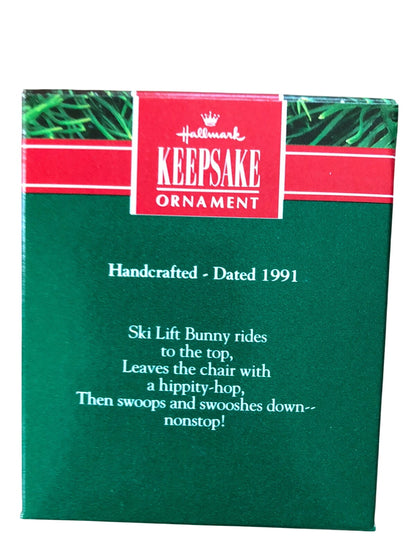 Hallmark
KEEPSAKE
ORNAMENT
Handcrafted - Dated 1991
Ski Lift Bunny rides
to the top,
Leaves the chair with
a hippity-hop,
Then swoops and swooshes down--
nonstop!